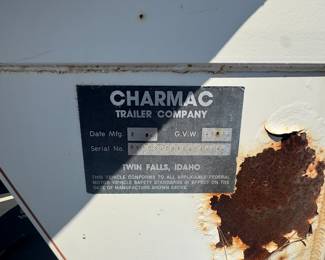 CHARMAC
TRAILER COMPANY
Date Mfg. G.V.W.
Serial No.
TWIN FALLS, IDAHO
THIS VEHICLE CONFORMS TO ALL APPLICABLE FEDERAL
MOTOR VEHICLE SAFETY STANDARDS IN EFFECT ON THE
DATE OF MANUFACTURE SHOWN ABOVE.